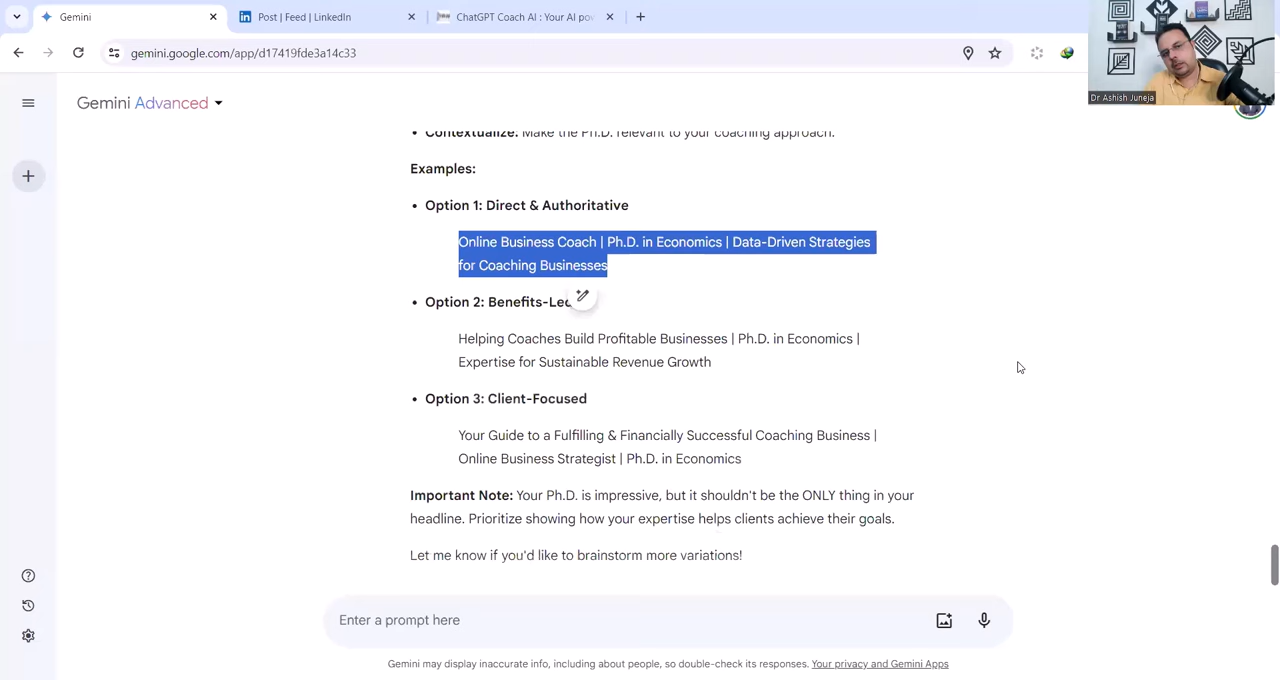 Gemini
Post | Feed | LinkedIn
ChatGPT Coach AI : Your AI pov
gemini.google.com/app/d17419fde3a14c33
Dr Ashish Juneja
Gemini Advanced
• Contextualize: Make the Ph.D. relevant to your coaching approach.
Examples:
• Option 1: Direct & Authoritative
Online Business Coach | Ph.D. in Economics | Data-Driven Strategies
for Coaching Businesses
• Option 2: Benefits-Led
Helping Coaches Build Profitable Businesses | Ph.D. in Economics |
Expertise for Sustainable Revenue Growth
• Option 3: Client-Focused
Your Guide to a Fulfilling & Financially Successful Coaching Business |
Online Business Strategist | Ph.D. in Economics
Important Note: Your Ph.D. is impressive, but it shouldn't be the ONLY thing in your
headline. Prioritize showing how your expertise helps clients achieve their goals.
Let me know if you'd like to brainstorm more variations!
Enter a prompt here
Gemini may display inaccurate info, including about people, so double-check its responses. Your privacy and Gemini Apps